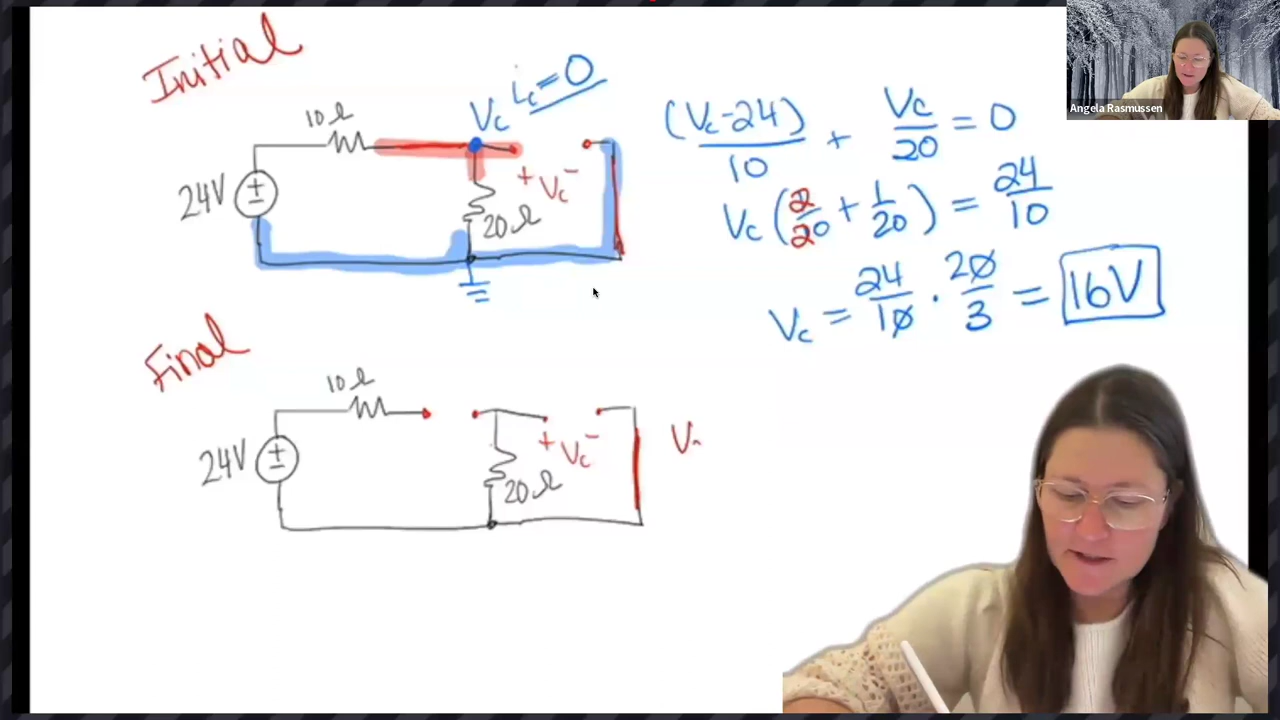 Initial
10Ω
Vc
ic=0
24V
+ Vc -
20Ω
(Vc-24)/10 + Vc/20 = 0
Vc (2/20 + 1/20) = 24/10
Vc = 24/10 · 20/3 = 16V
Angela Rasmussen
Final
10Ω
24V
+ Vc -
20Ω